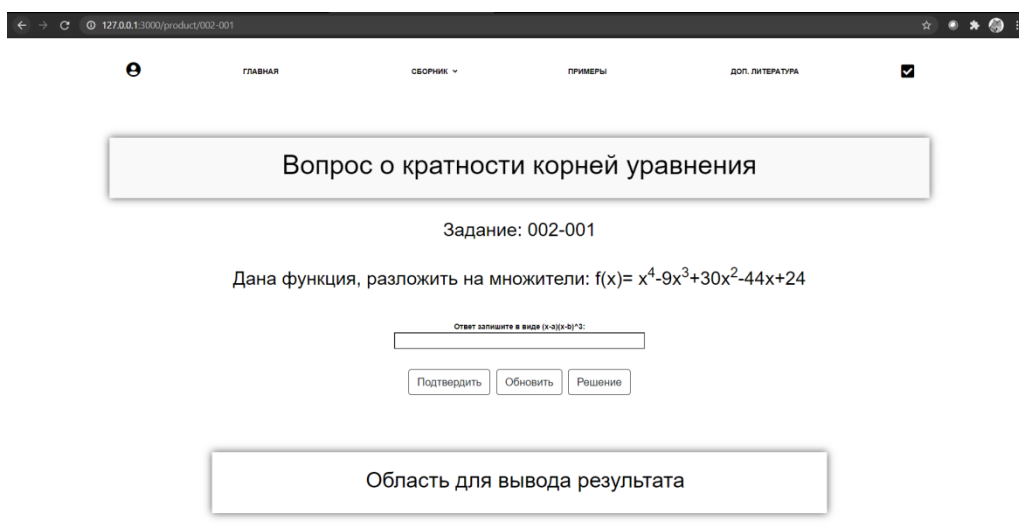 127.0.0.1:3000/product/002-001
ГЛАВНАЯ СБОРНИК ПРИМЕРЫ ДОП. ЛИТЕРАТУРА
Вопрос о кратности корней уравнения
Задание: 002-001
Дана функция, разложить на множители: f(x)= x⁴-9x³+30x²-44x+24
Ответ запишите в виде (x-a)(x-b)^3:
Подтвердить Обновить Решение
Область для вывода результата